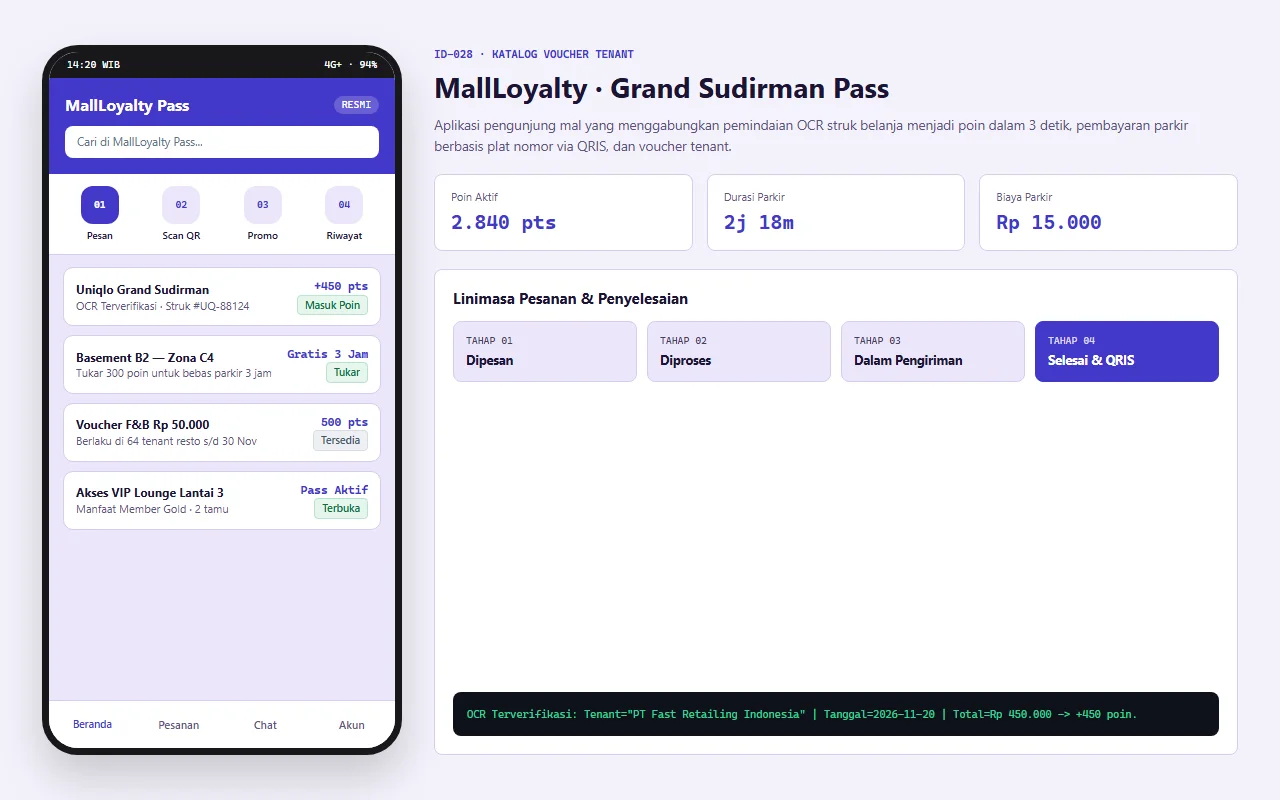 14:20 WIB
4G+ · 94%
MallLoyalty Pass
RESMI
Cari di MallLoyalty Pass...
01
02
03
04
Pesan
Scan QR
Promo
Riwayat
Uniqlo Grand Sudirman
OCR Terverifikasi · Struk #UQ-88124
+450 pts
Masuk Poin
Basement B2 — Zona C4
Tukar 300 poin untuk bebas parkir 3 jam
Gratis 3 Jam
Tukar
Voucher F&B Rp 50.000
Berlaku di 64 tenant resto s/d 30 Nov
500 pts
Tersedia
Akses VIP Lounge Lantai 3
Manfaat Member Gold · 2 tamu
Pass Aktif
Terbuka
Beranda
Pesanan
Chat
Akun
ID-028 · KATALOG VOUCHER TENANT
MallLoyalty · Grand Sudirman Pass
Aplikasi pengunjung mal yang menggabungkan pemindaian OCR struk belanja menjadi poin dalam 3 detik, pembayaran parkir
berbasis plat nomor via QRIS, dan voucher tenant.
Poin Aktif
2.840 pts
Durasi Parkir
2j 18m
Biaya Parkir
Rp 15.000
Linimasa Pesanan & Penyelesaian
TAHAP 01
Dipesan
TAHAP 02
Diproses
TAHAP 03
Dalam Pengiriman
TAHAP 04
Selesai & QRIS
OCR Terverifikasi: Tenant="PT Fast Retailing Indonesia" | Tanggal=2026-11-20 | Total=Rp 450.000 -> +450 poin.